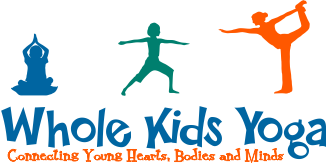 Whole Kids Yoga
Connecting Young Hearts, Bodies and Minds